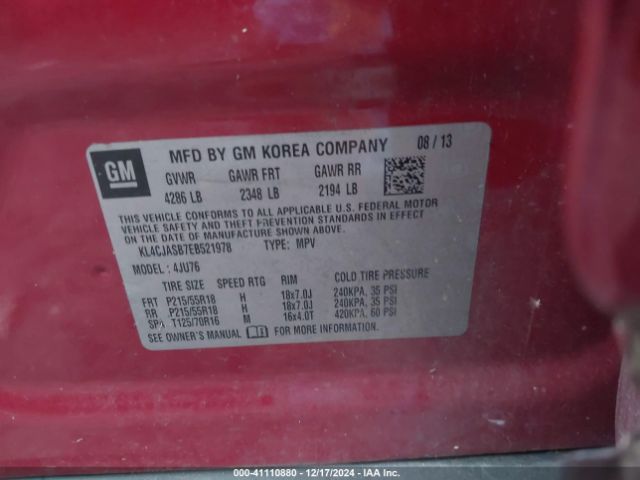 GM
MFD BY GM KOREA COMPANY 08/13
GVWR GAWR FRT GAWR RR
4286 LB 2348 LB 2194 LB
THIS VEHICLE CONFORMS TO ALL APPLICABLE U.S. FEDERAL MOTOR
VEHICLE SAFETY AND THEFT PREVENTION STANDARDS IN EFFECT
ON THE DATE OF MANUFACTURE SHOWN ABOVE.
KL4CJASB7EB521978 TYPE: MPV
MODEL: 4JU76
TIRE SIZE SPEED RTG RIM COLD TIRE PRESSURE
FRT P215/55R18 H 18x7.0J 240KPA, 35 PSI
RR P215/55R18 H 18x7.0J 240KPA, 35 PSI
SPA T125/70R16 M 16x4.0T 420KPA, 60 PSI
SEE OWNER'S MANUAL FOR MORE INFORMATION.
000-41110880 - 12/17/2024 - IAA Inc.